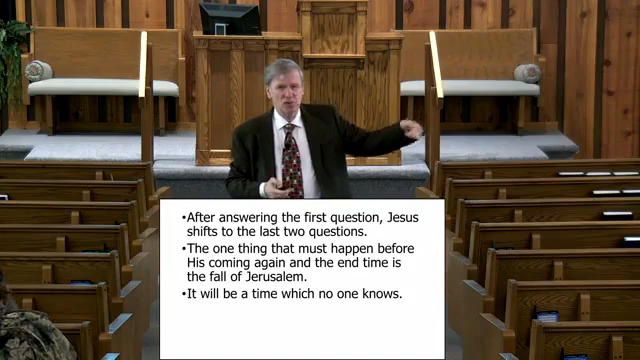 •After answering the first question, Jesus
shifts to the last two questions.
•The one thing that must happen before
His coming again and the end time is
the fall of Jerusalem.
•It will be a time which no one knows.